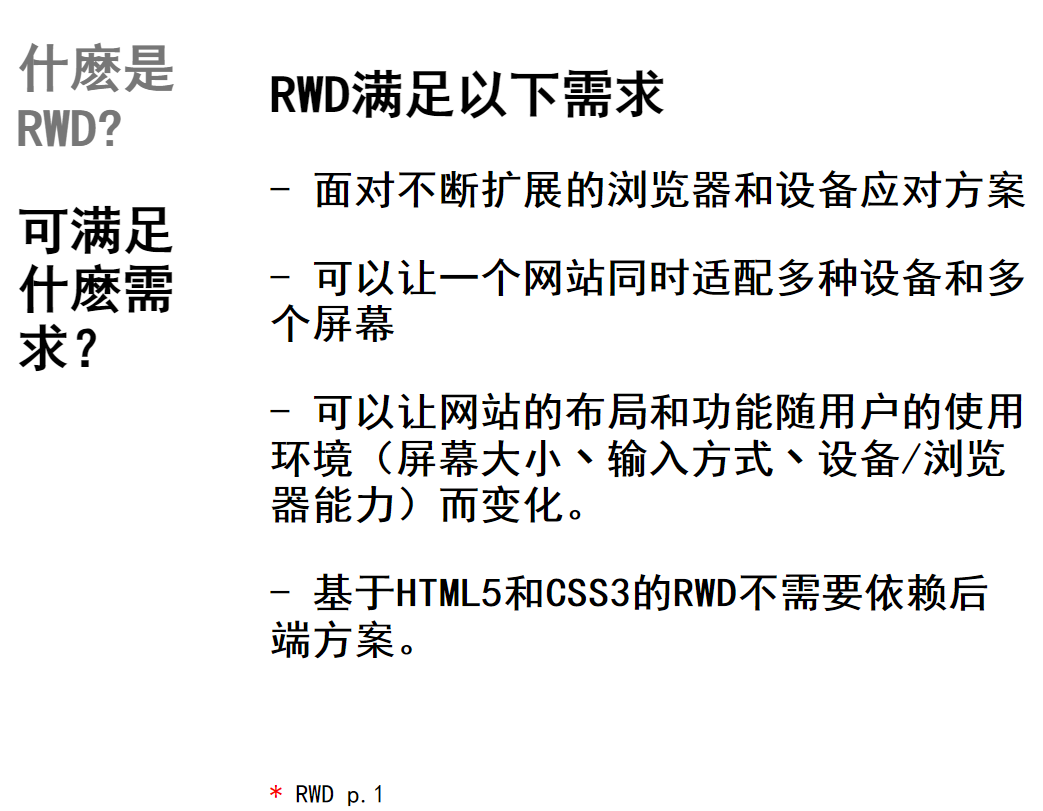 什麽是
RWD?
可满足
什麽需
求？
RWD满足以下需求
- 面对不断扩展的浏览器和设备应对方案
- 可以让一个网站同时适配多种设备和多
个屏幕
- 可以让网站的布局和功能随用户的使用
环境（屏幕大小丶输入方式丶设备/浏览
器能力）而变化。
- 基于HTML5和CSS3的RWD不需要依赖后
端方案。
* RWD p.1